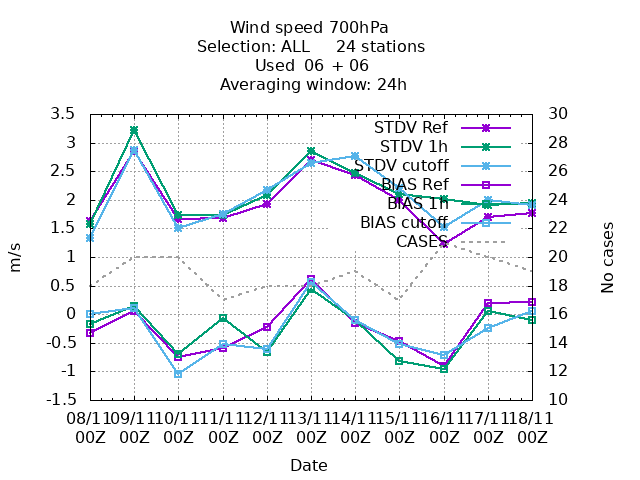 Wind speed 700hPa
Selection: ALL     24 stations
Used  06 + 06
Averaging window: 24h
3.5
3
2.5
2
1.5
1
0.5
0
-0.5
-1
-1.5
m/s
30
28
26
24
22
20
18
16
14
12
10
No cases
STDV Ref
STDV 1h
STDV cutoff
BIAS Ref
BIAS 1h
BIAS cutoff
CASES
08/11 09/11 10/11 11/11 12/11 13/11 14/11 15/11 16/11 17/11 18/11
00Z 00Z 00Z 00Z 00Z 00Z 00Z 00Z 00Z 00Z 00Z
Date